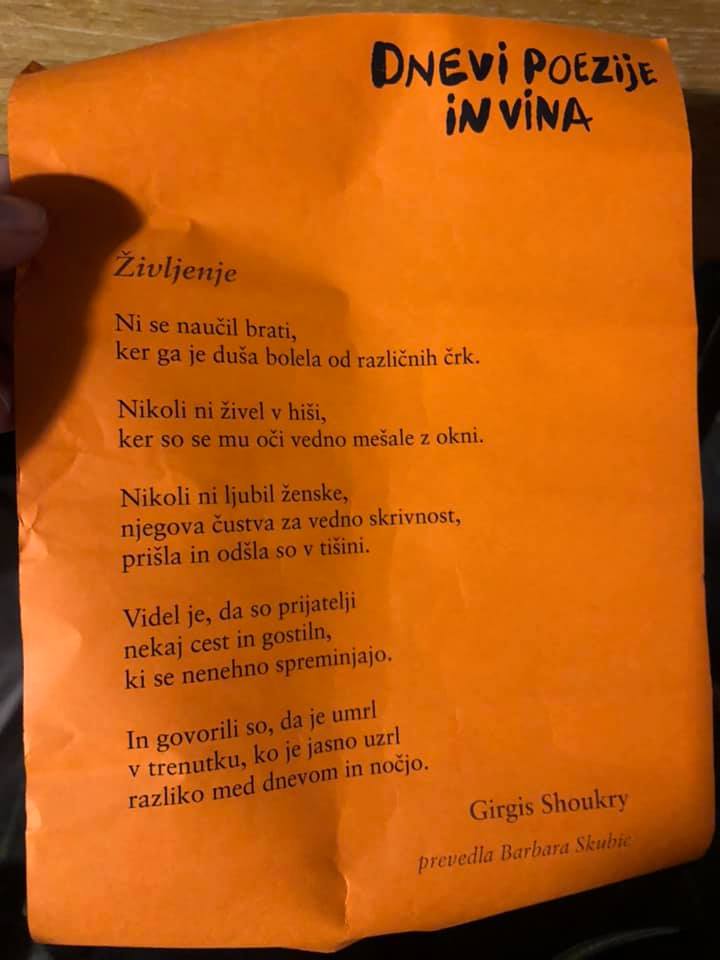 DNEVi POEZijE
iN ViNA
Življenje
Ni se naučil brati,
ker ga je duša bolela od različnih črk.
Nikoli ni živel v hiši,
ker so se mu oči vedno mešale z okni.
Nikoli ni ljubil ženske,
njegova čustva za vedno skrivnost,
prišla in odšla so v tišini.
Videl je, da so prijatelji
nekaj cest in gostiln,
ki se nenehno spreminjajo.
In govorili so, da je umrl
v trenutku, ko je jasno uzrl
razliko med dnevom in nočjo.
Girgis Shoukry
prevedla Barbara Skubic